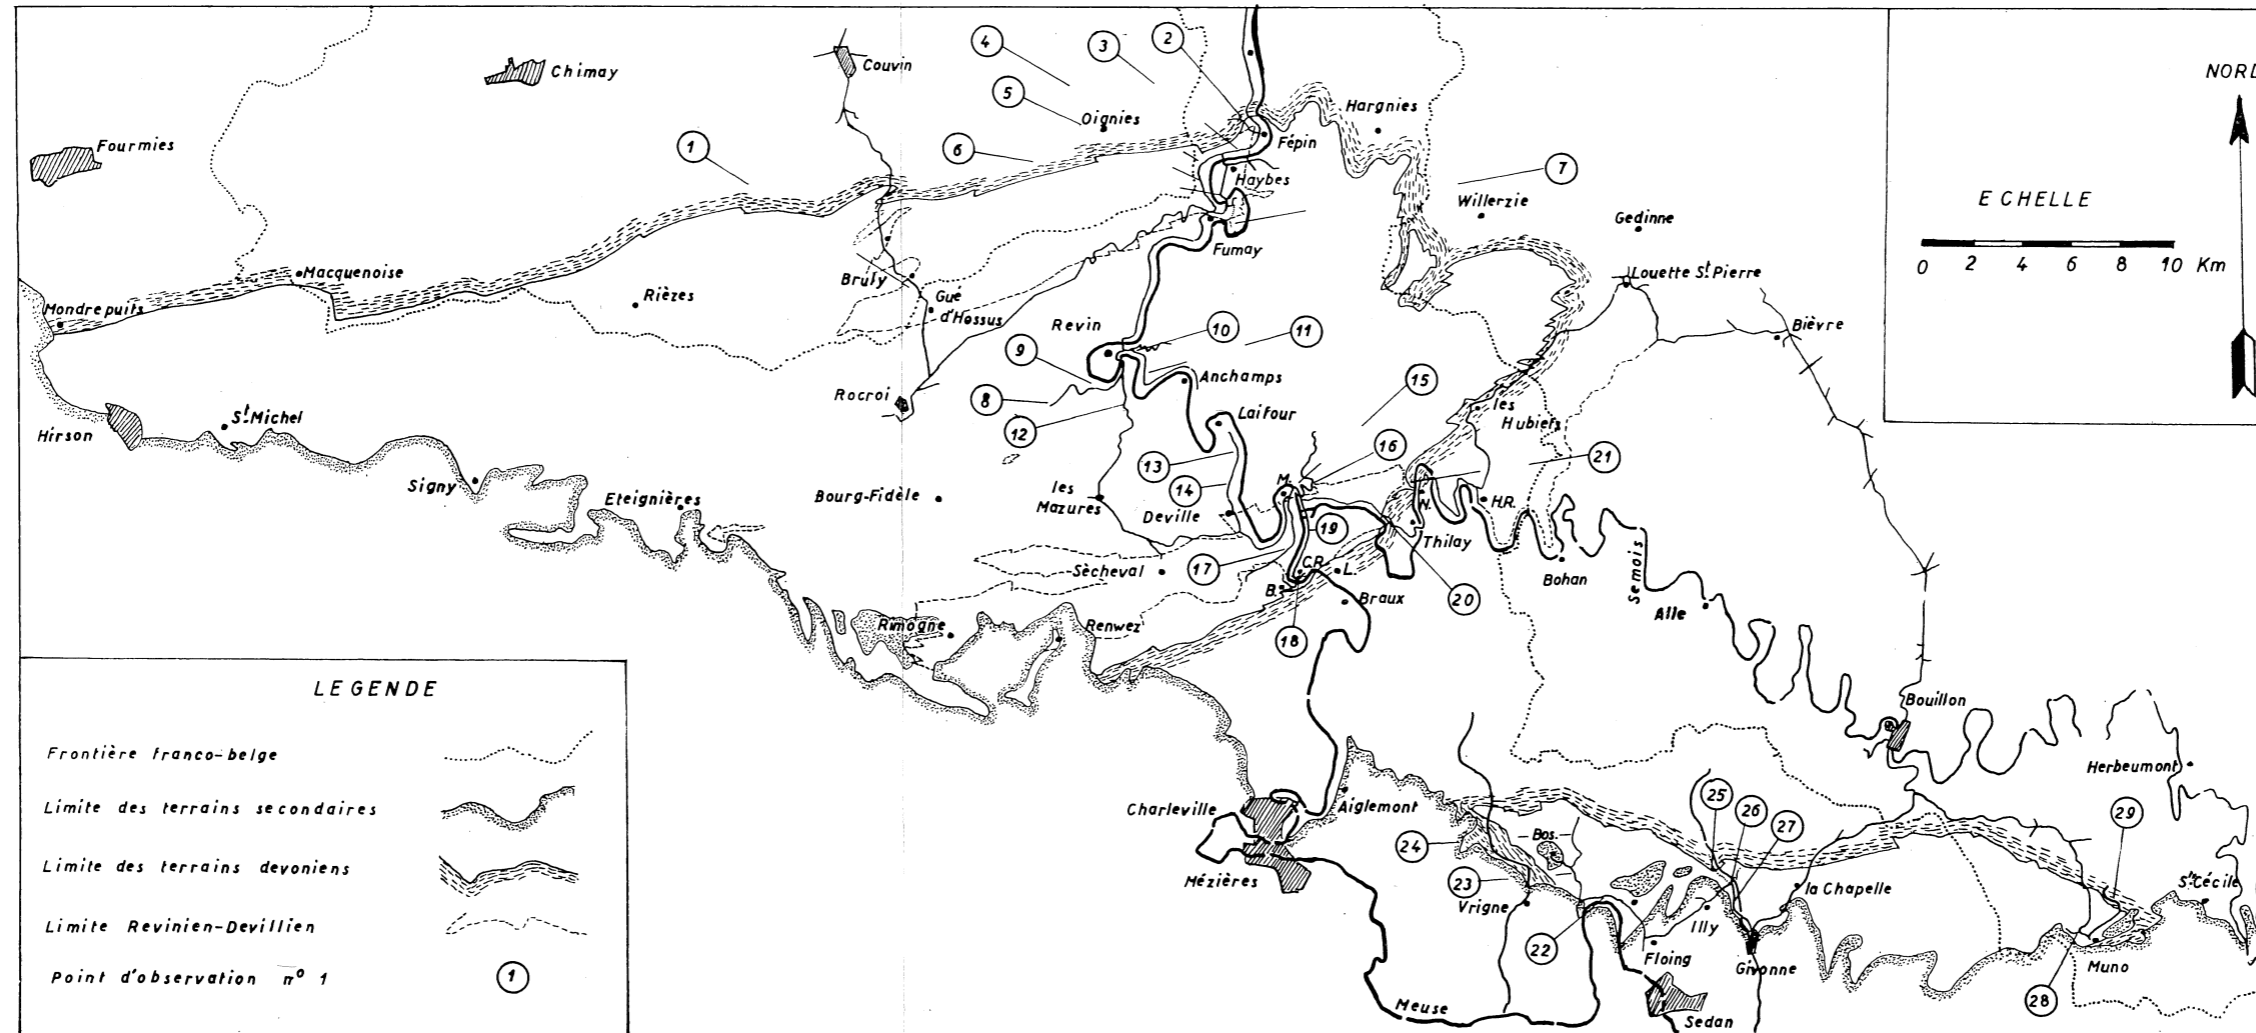 4
3
2
NORD
Chimay
Couvin
5
Oignies
Hargnies
Fourmies
1
6
Fépin
Haybes
7
Willerzie
ECHELLE
Gedinne
Fumay
0 2 4 6 8 10 Km
Macquenoise
Bruly
Louette St Pierre
Mondrepuits
Rièzes
Gué
d'Hossus
Revin
10
11
Bièvre
9
Anchamps
15
8
Rocroi
St Michel
Laifour
les
Hubiets
Hirson
12
13
16
21
Signy
14
M.
Eteignières
Bourg-Fidèle
les
Mazures
Deville
N.
H.R.
19
Thilay
Semois
Sècheval
17
C.R.
L.
Bohan
B.
Braux
20
Alle
Rimogne
Renwez
18
LEGENDE
Bouillon
Frontière franco-belge
Herbeumont
Limite des terrains secondaires
Charleville
Aiglemont
25
26
27
29
Bos.
24
Limite des terrains devoniens
Mézières
23
la Chapelle
Ste Cécile
Vrigne
Illy
Limite Revinien-Devillien
22
Floing
Givonne
Muno
Point d'observation n° 1
1
28
Meuse
Sedan